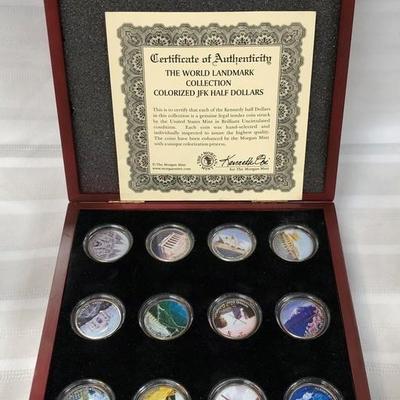 Certificate of Authenticity
THE WORLD LANDMARK
COLLECTION
COLORIZED JFK HALF DOLLARS
This is to certify that each of the Kennedy half Dollars
in this collection is a genuine legal tender coin struck
by the United States Mint in Brilliant Uncirculated
condition. Each coin was hand-selected and
individually inspected to assure the highest quality.
The coins have been enhanced by the Morgan Mint
with a unique colorization process.
©The Morgan Mint
www.morganmint.com
for The Morgan Mint